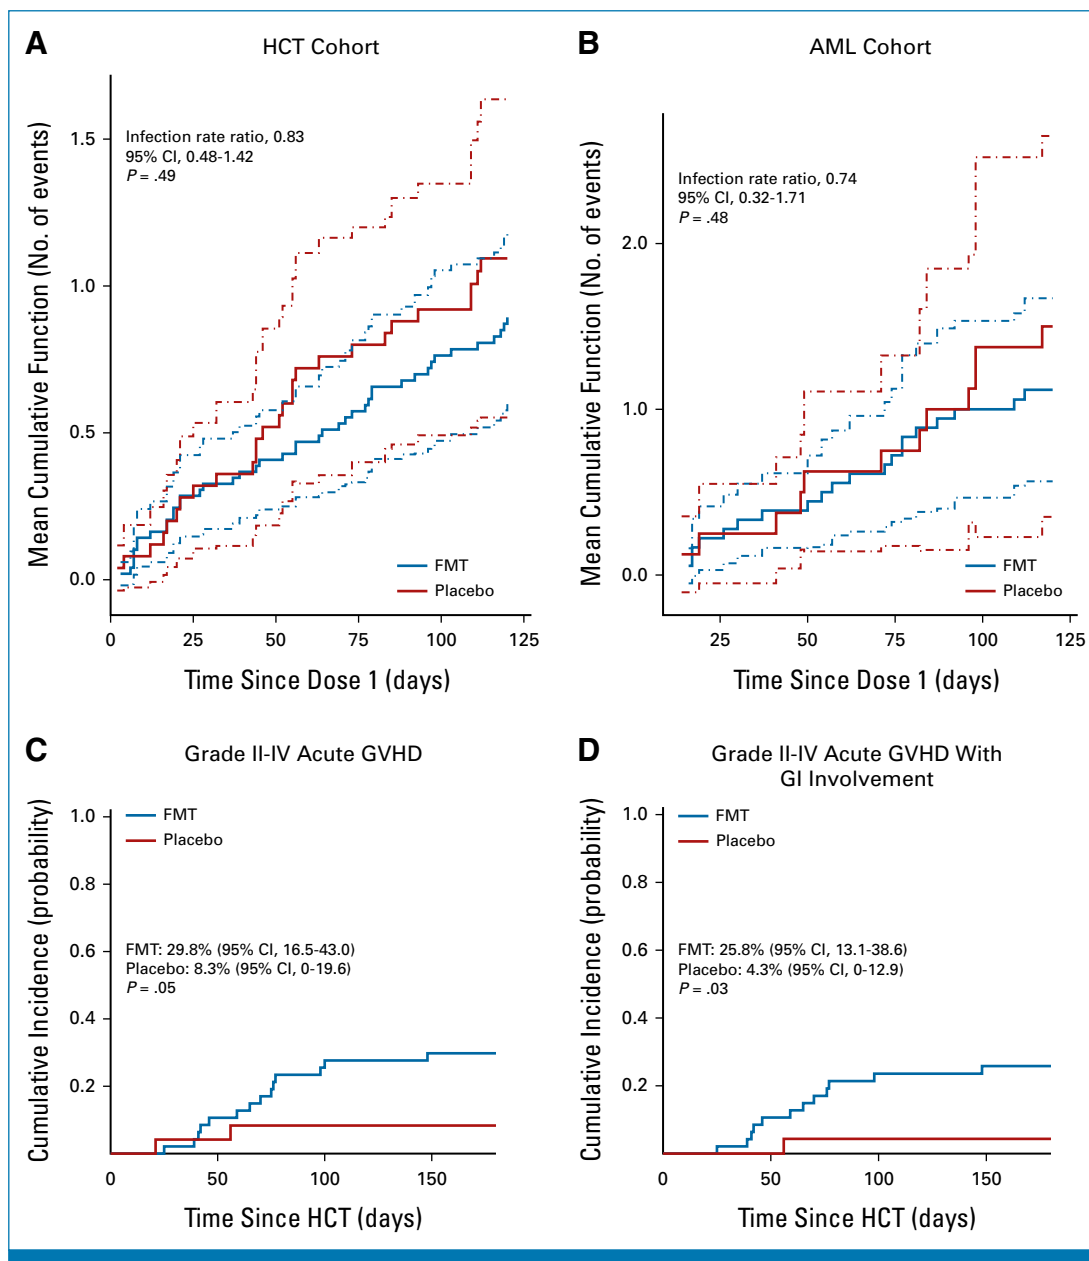 A
HCT Cohort
Mean Cumulative Function (No. of events)
Infection rate ratio, 0.83
95% CI, 0.48-1.42
P = .49
1.5
1.0
0.5
0.0
FMT
Placebo
0
25
50
75
100
125
Time Since Dose 1 (days)
B
AML Cohort
Mean Cumulative Function (No. of events)
Infection rate ratio, 0.74
95% CI, 0.32-1.71
P = .48
2.0
1.0
0.0
FMT
Placebo
25
50
75
100
125
Time Since Dose 1 (days)
C
Grade II-IV Acute GVHD
Cumulative Incidence (probability)
1.0
0.8
0.6
0.4
0.2
FMT
Placebo
FMT: 29.8% (95% CI, 16.5-43.0)
Placebo: 8.3% (95% CI, 0-19.6)
P = .05
0
50
100
150
Time Since HCT (days)
D
Grade II-IV Acute GVHD With
GI Involvement
Cumulative Incidence (probability)
1.0
0.8
0.6
0.4
0.2
FMT
Placebo
FMT: 25.8% (95% CI, 13.1-38.6)
Placebo: 4.3% (95% CI, 0-12.9)
P = .03
0
50
100
150
Time Since HCT (days)